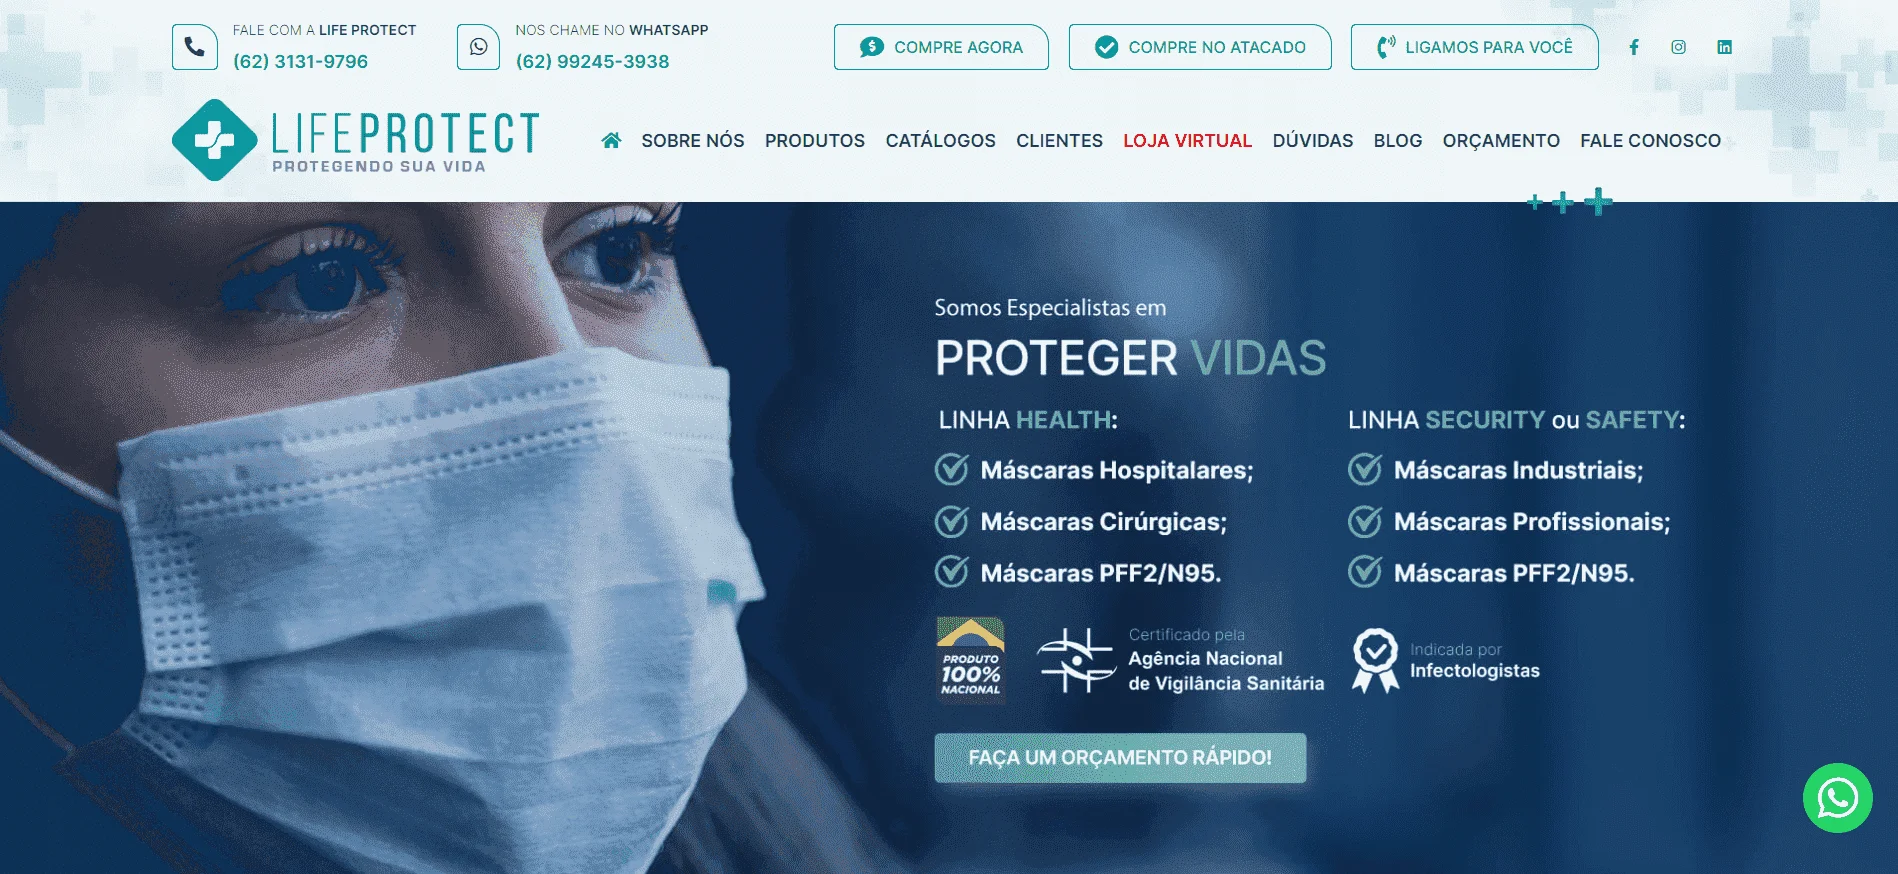 FALE COM A LIFE PROTECT
(62) 3131-9796
NOS CHAME NO WHATSAPP
(62) 99245-3938
COMPRE AGORA
COMPRE NO ATACADO
LIGAMOS PARA VOCÊ
LIFEPROTECT
PROTEGENDO SUA VIDA
SOBRE NÓS PRODUTOS CATÁLOGOS CLIENTES LOJA VIRTUAL DÚVIDAS BLOG ORÇAMENTO FALE CONOSCO
Somos Especialistas em
PROTEGER VIDAS
LINHA HEALTH:
Máscaras Hospitalares;
Máscaras Cirúrgicas;
Máscaras PFF2/N95.
LINHA SECURITY ou SAFETY:
Máscaras Industriais;
Máscaras Profissionais;
Máscaras PFF2/N95.
PRODUTO
100%
NACIONAL
Certificado pela
Agência Nacional
de Vigilância Sanitária
Indicada por
Infectologistas
FAÇA UM ORÇAMENTO RÁPIDO!